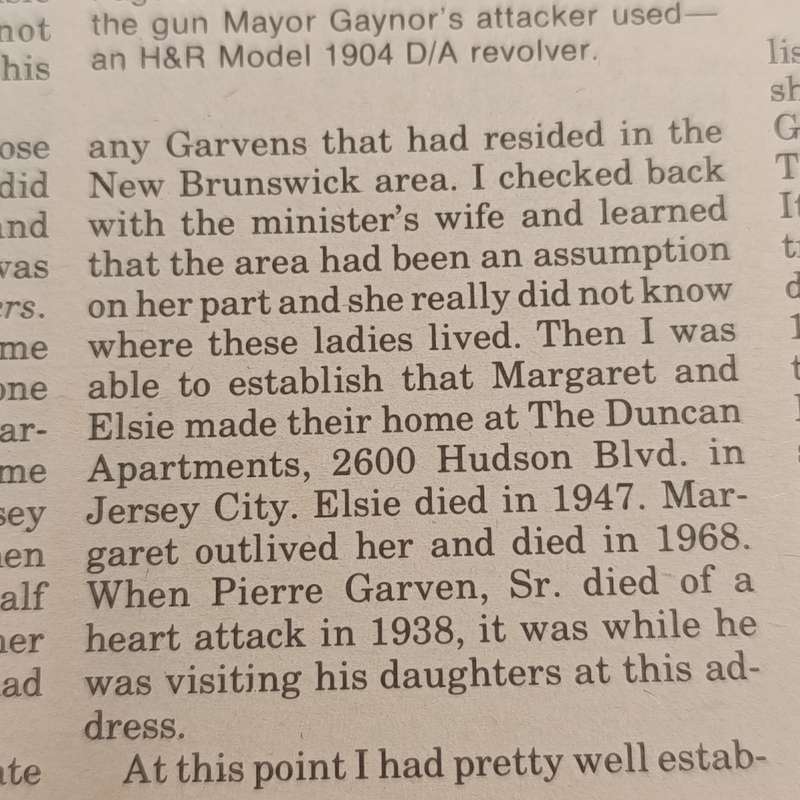 the gun Mayor Gaynor's attacker used—
an H&R Model 1904 D/A revolver.
any Garvens that had resided in the
New Brunswick area. I checked back
with the minister's wife and learned
that the area had been an assumption
on her part and she really did not know
where these ladies lived. Then I was
able to establish that Margaret and
Elsie made their home at The Duncan
Apartments, 2600 Hudson Blvd. in
Jersey City. Elsie died in 1947. Mar-
garet outlived her and died in 1968.
When Pierre Garven, Sr. died of a
heart attack in 1938, it was while he
was visiting his daughters at this ad-
dress.
At this point I had pretty well estab-